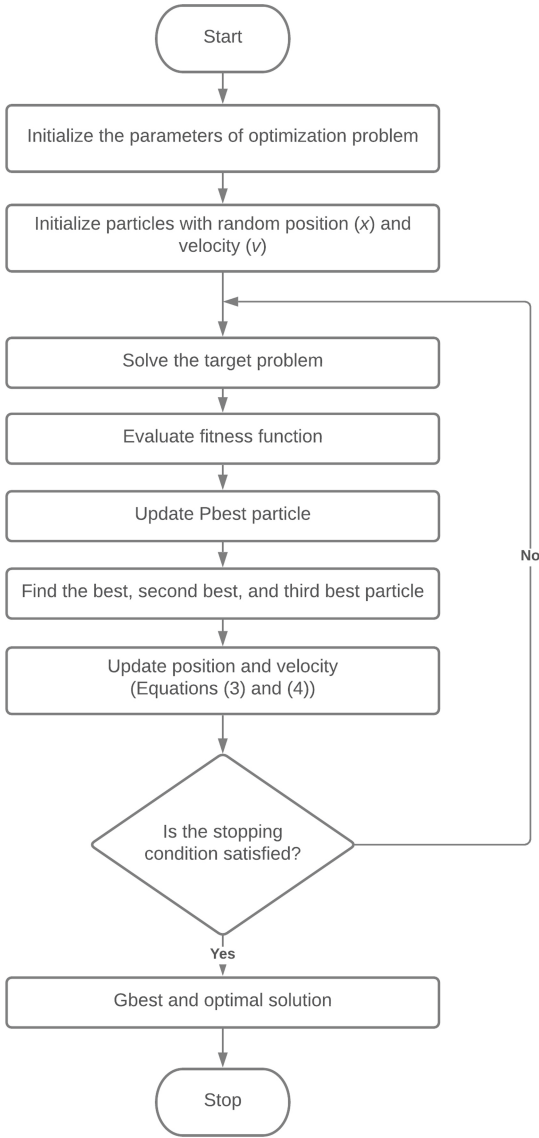 Start
Initialize the parameters of optimization problem
Initialize particles with random position (x) and
velocity (v)
Solve the target problem
Evaluate fitness function
Update Pbest particle
No
Find the best, second best, and third best particle
Update position and velocity
(Equations (3) and (4))
Is the stopping
condition satisfied?
Yes
Gbest and optimal solution
Stop